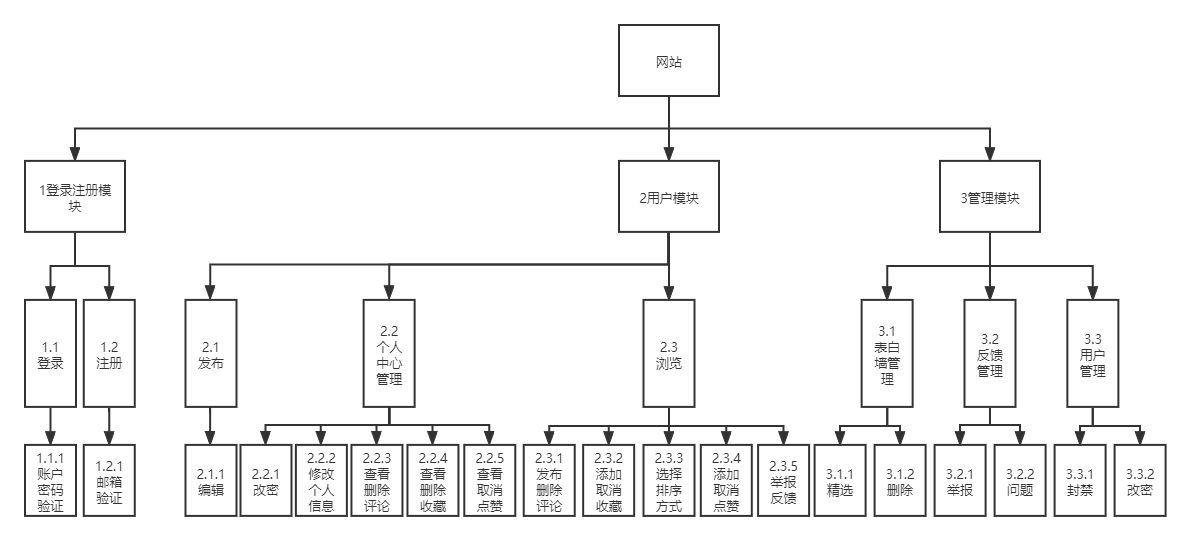 网站
1登录注册模
块
2用户模块
3管理模块
1.1
登录
1.2
注册
2.1
发布
2.2
个人
中心
管理
2.3
浏览
3.1
表白
墙管
理
3.2
反馈
管理
3.3
用户
管理
1.1.1
账户
密码
验证
1.2.1
邮箱
验证
2.1.1
编辑
2.2.1
改密
2.2.2
修改
个人
信息
2.2.3
查看
删除
评论
2.2.4
查看
删除
收藏
2.2.5
查看
取消
点赞
2.3.1
发布
删除
评论
2.3.2
添加
取消
收藏
2.3.3
选择
排序
方式
2.3.4
添加
取消
点赞
2.3.5
举报
反馈
3.1.1
精选
3.1.2
删除
3.2.1
举报
3.2.2
问题
3.3.1
封禁
3.3.2
改密